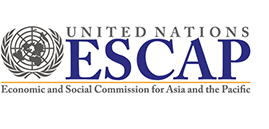 UNITED NATIONS
ESCAP
Economic and Social Commission for Asia and the Pacific